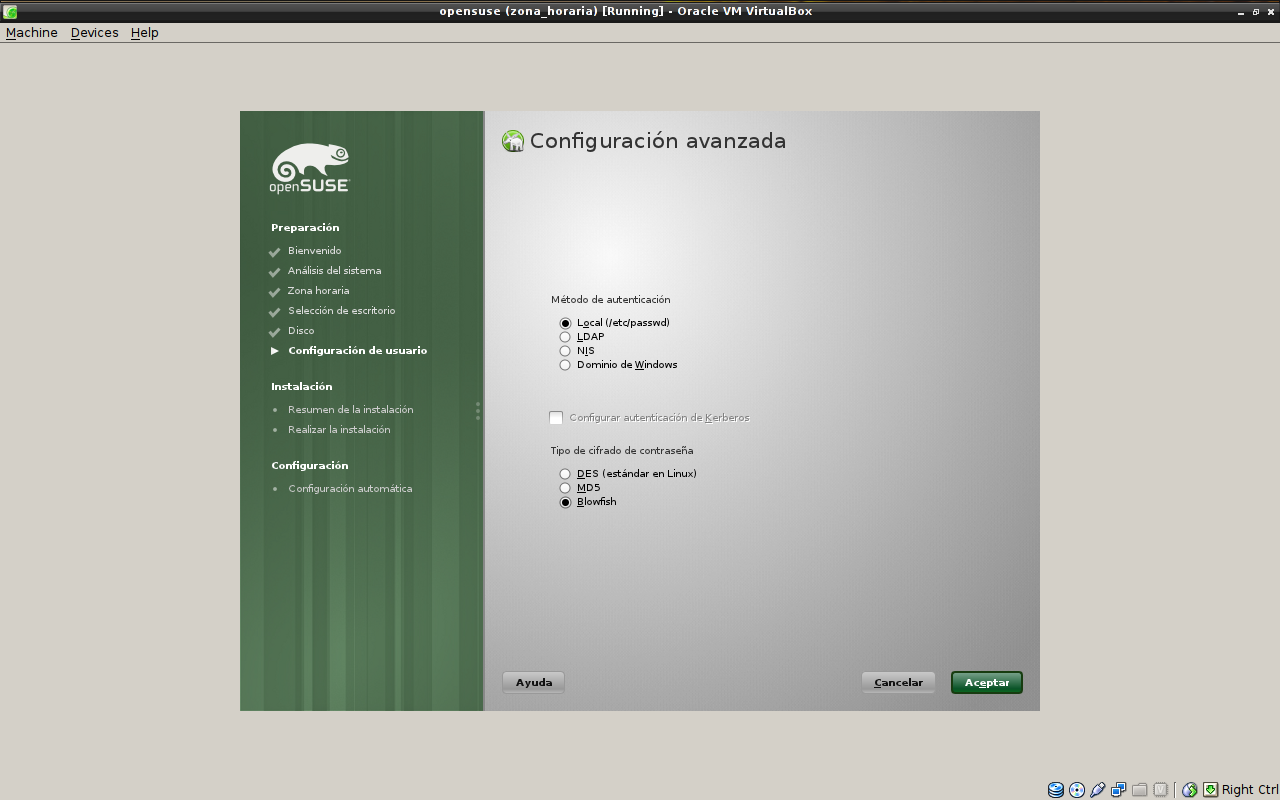 opensuse (zona_horaria) [Running] - Oracle VM VirtualBox
Machine Devices Help
openSUSE
Preparación
Bienvenido
Análisis del sistema
Zona horaria
Selección de escritorio
Disco
Configuración de usuario
Instalación
Resumen de la instalación
Realizar la instalación
Configuración
Configuración automática
Configuración avanzada
Método de autenticación
Local (/etc/passwd)
LDAP
NIS
Dominio de Windows
Configurar autenticación de Kerberos
Tipo de cifrado de contraseña
DES (estándar en Linux)
MD5
Blowfish
Ayuda
Cancelar
Aceptar
Right Ctrl